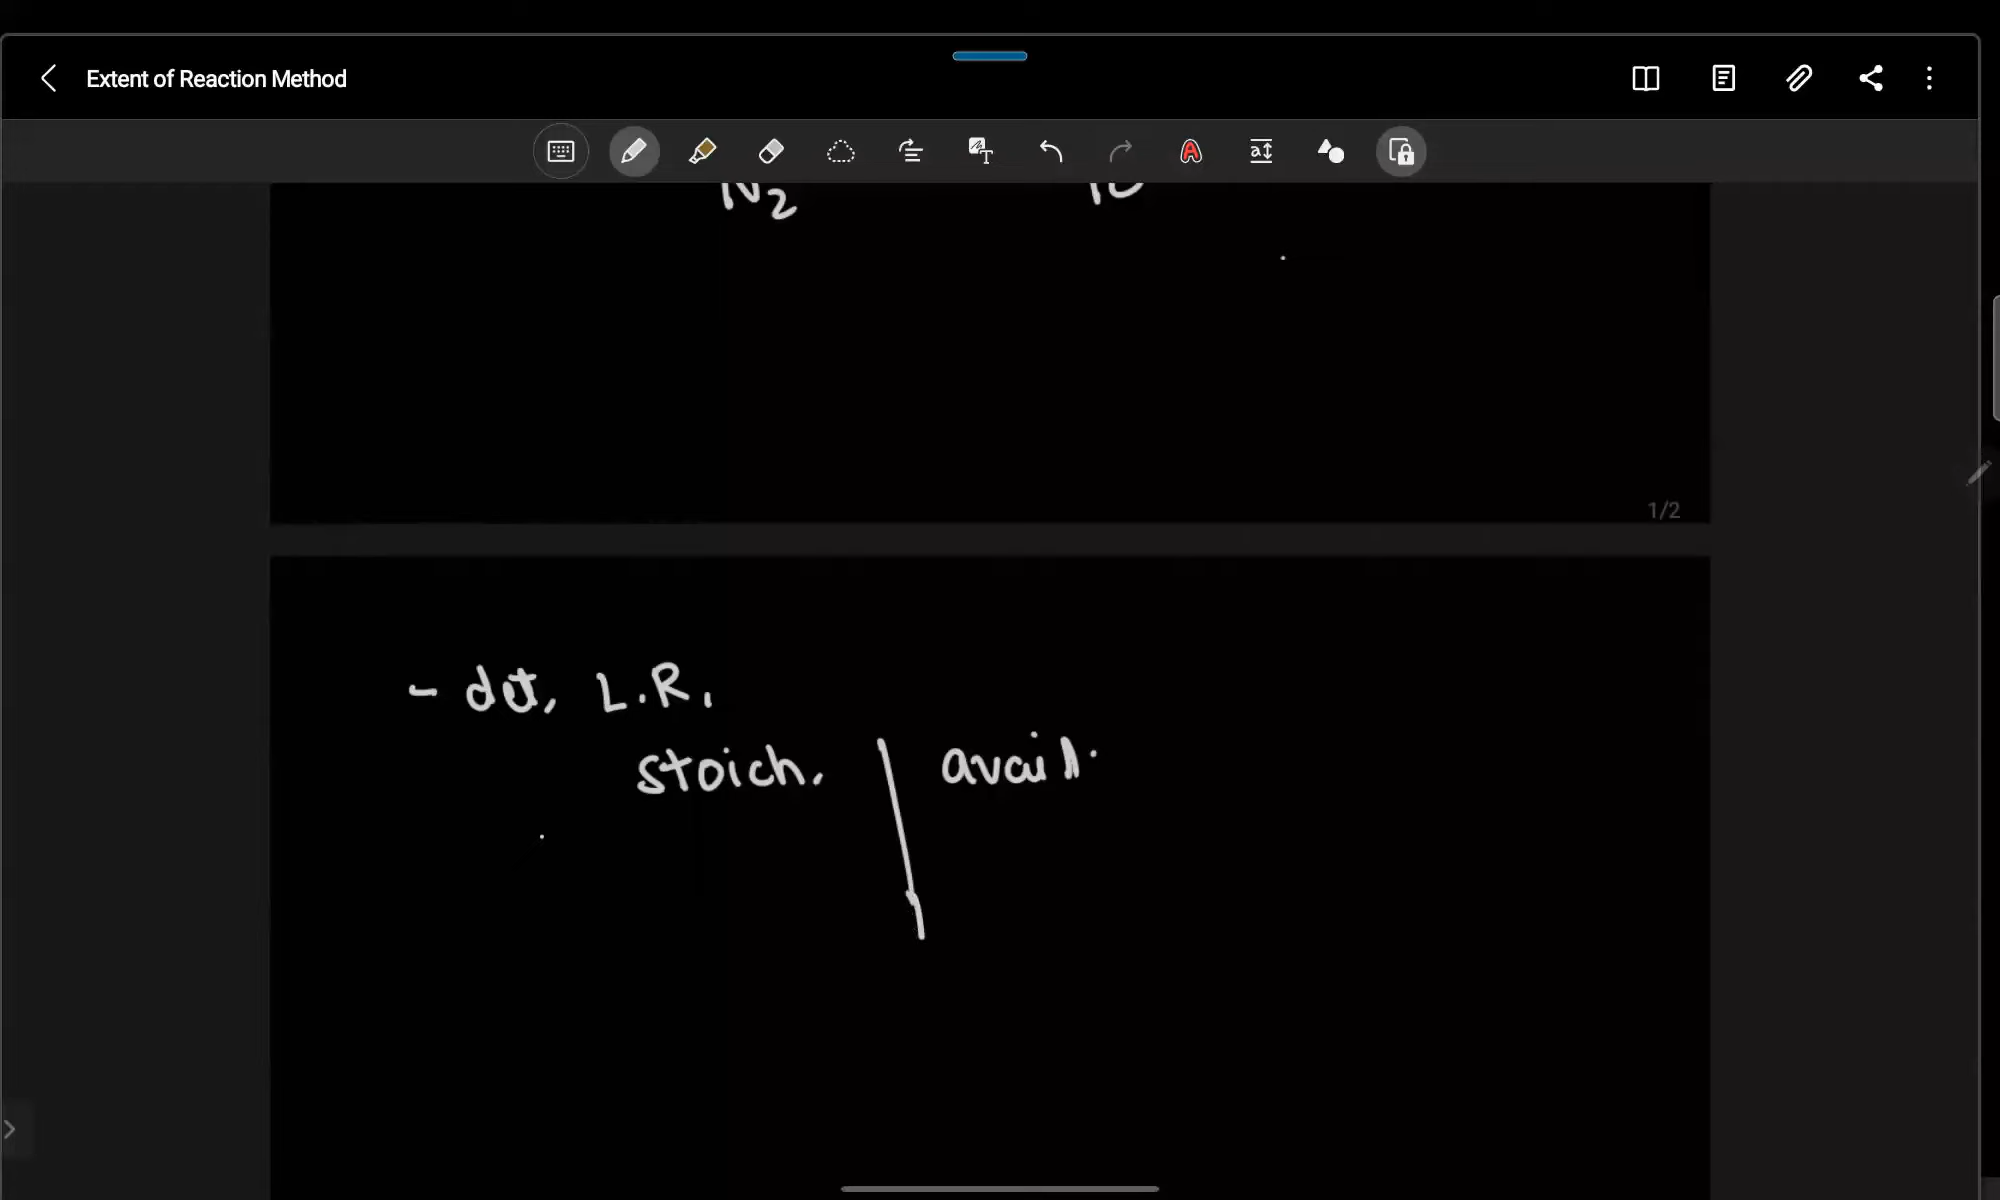 Extent of Reaction Method
N2
1/2
- det, L.R.
stoich. | avail.